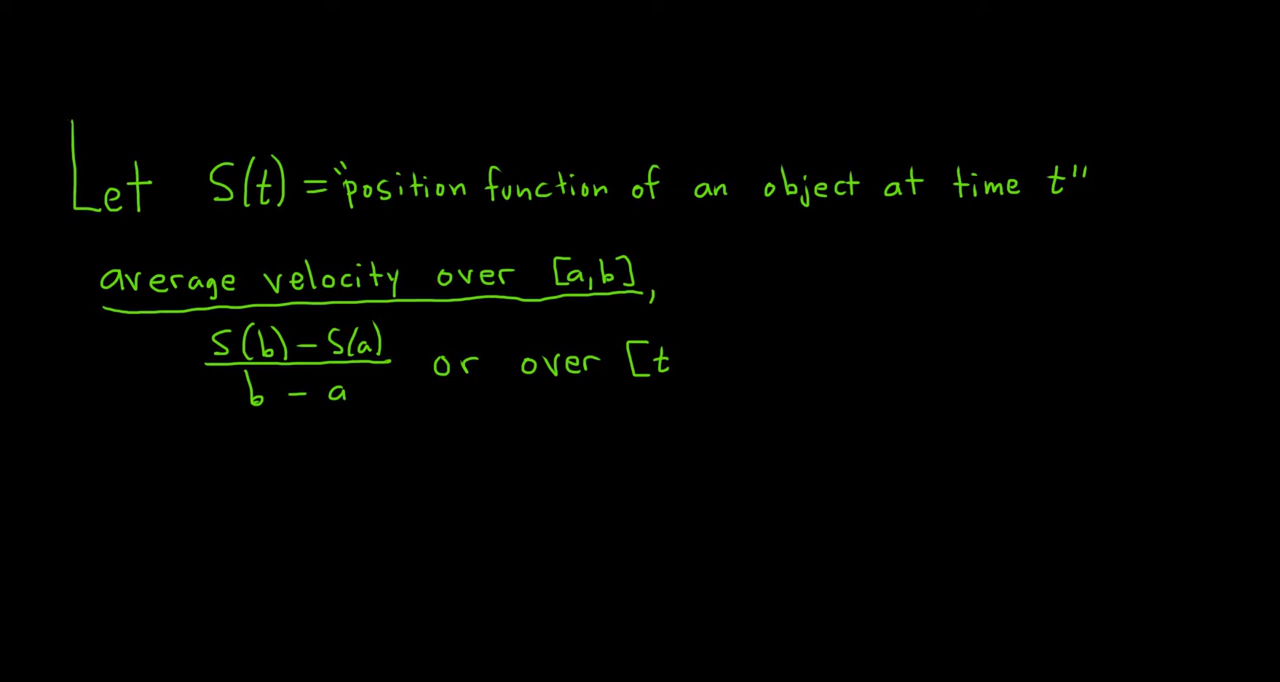 Let S(t) = "position function of an object at time t"
average velocity over [a,b],
S(b) - S(a)
b - a
or over [t